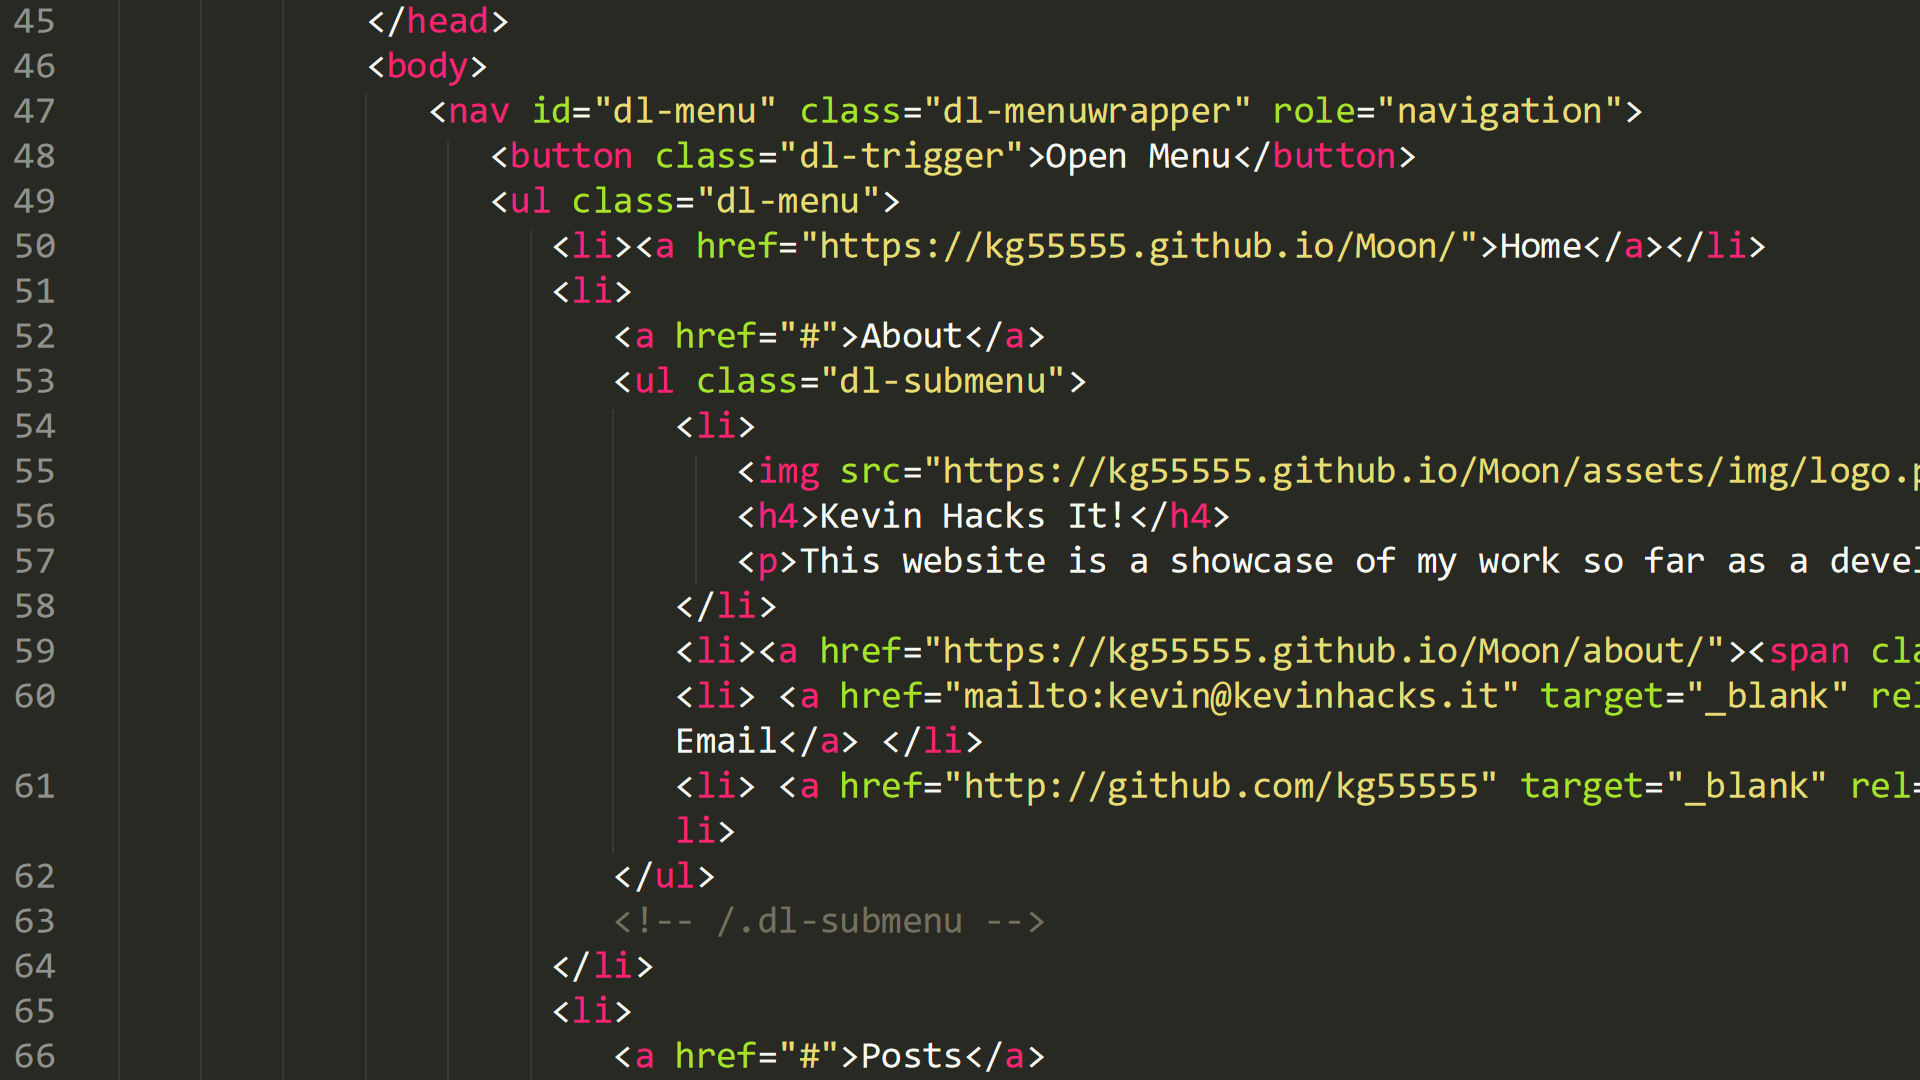 45 </head>
46 <body>
47 <nav id="dl-menu" class="dl-menuwrapper" role="navigation">
48 <button class="dl-trigger">Open Menu</button>
49 <ul class="dl-menu">
50 <li><a href="https://kg55555.github.io/Moon/">Home</a></li>
51 <li>
52 <a href="#">About</a>
53 <ul class="dl-submenu">
54 <li>
55 <img src="https://kg55555.github.io/Moon/assets/img/logo.p
56 <h4>Kevin Hacks It!</h4>
57 <p>This website is a showcase of my work so far as a devel
58 </li>
59 <li><a href="https://kg55555.github.io/Moon/about/"><span cla
60 <li> <a href="mailto:kevin@kevinhacks.it" target="_blank" rel
Email</a> </li>
61 <li> <a href="http://github.com/kg55555" target="_blank" rel=
li>
62 </ul>
63 <!-- /.dl-submenu -->
64 </li>
65 <li>
66 <a href="#">Posts</a>